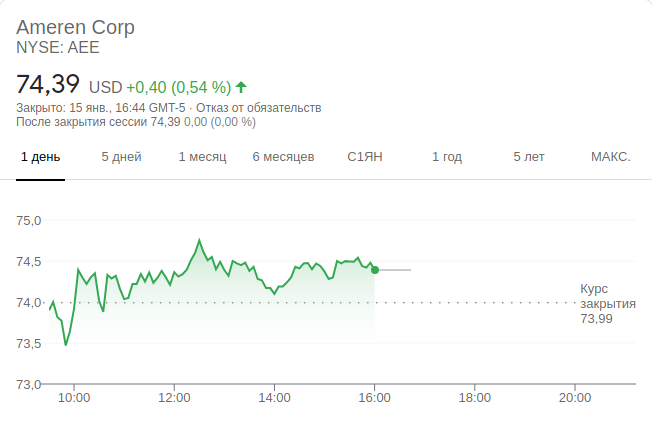 Ameren Corp
NYSE: AEE
74,39 USD +0,40 (0,54 %)
Закрыто: 15 янв., 16:44 GMT-5 · Отказ от обязательств
После закрытия сессии 74,39 0,00 (0,00 %)
1 день 5 дней 1 месяц 6 месяцев С1ЯН 1 год 5 лет МАКС.
75,0
74,5
74,0
73,5
73,0
Курс
закрытия
73,99
10:00 12:00 14:00 16:00 18:00 20:00